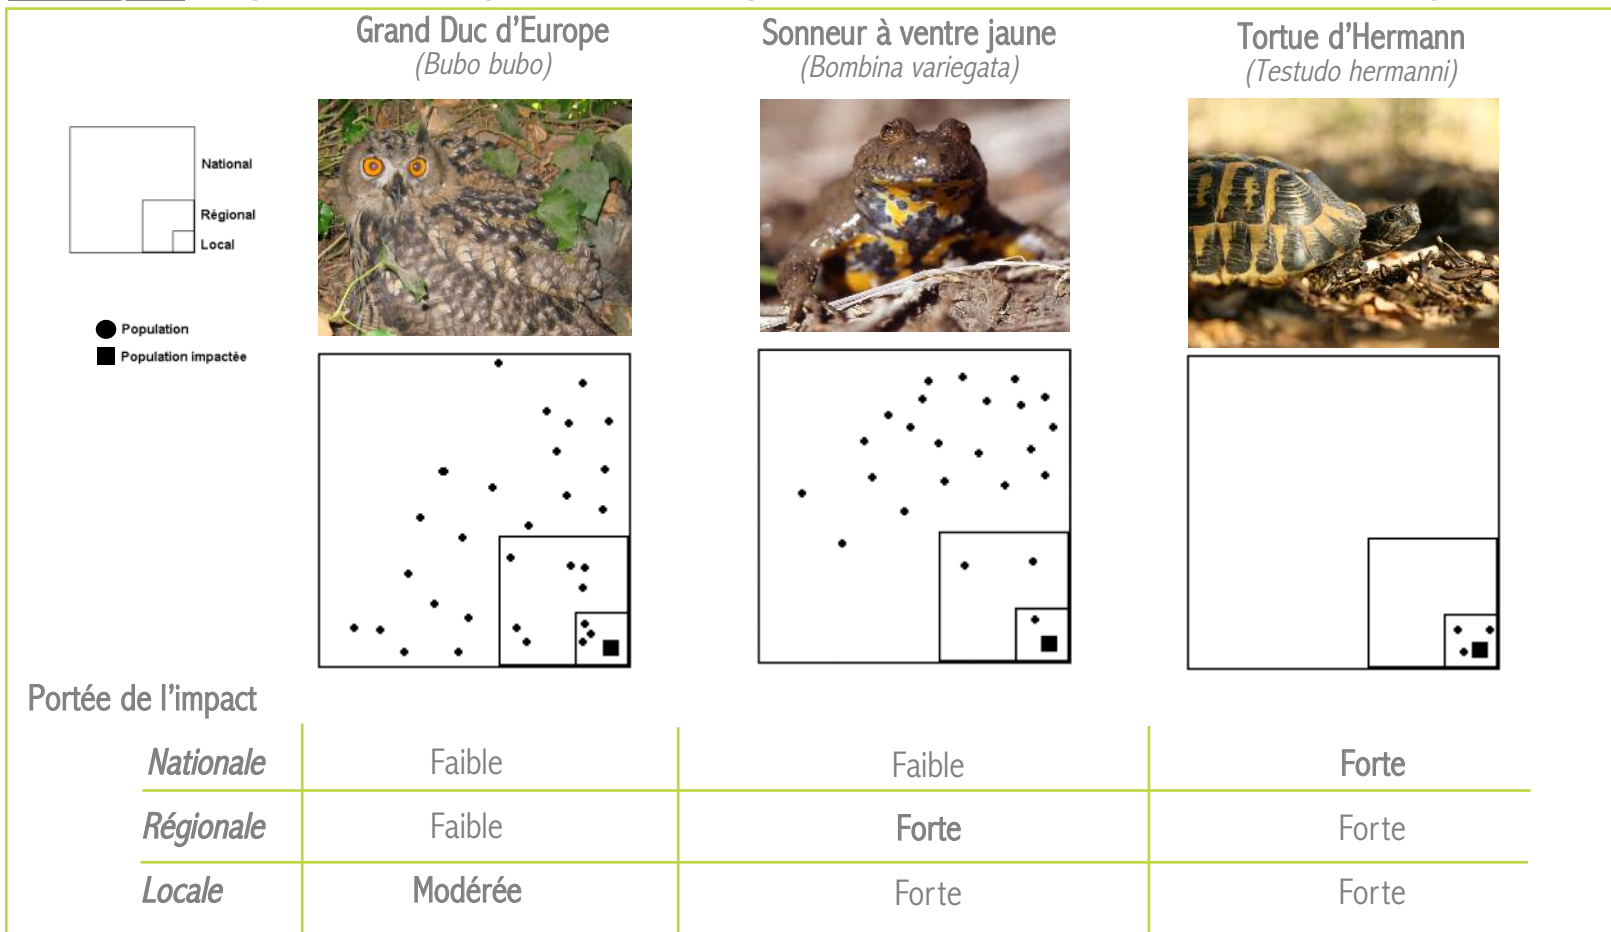 Grand Duc d'Europe
(Bubo bubo)
Sonneur à ventre jaune
(Bombina variegata)
Tortue d'Hermann
(Testudo hermanni)
National
Régional
Local
Population
Population impactée
Portée de l'impact
Nationale Faible Faible Forte
Régionale Faible Forte Forte
Locale Modérée Forte Forte